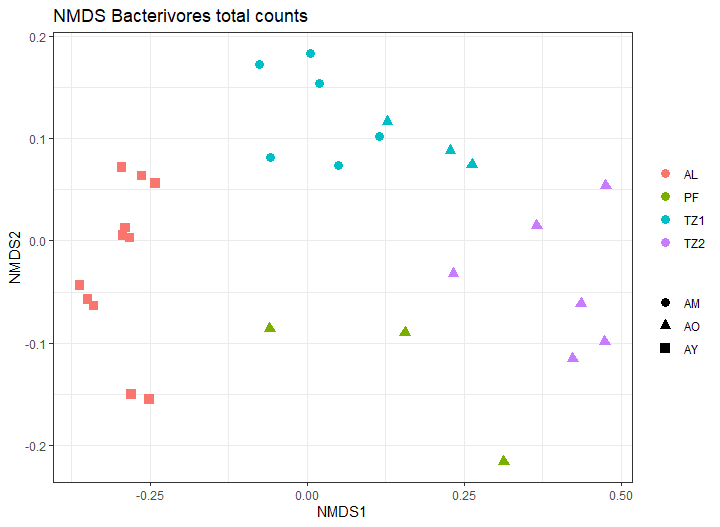 NMDS Bacterivores total counts
0.2
0.1
0.0
-0.1
-0.2
NMDS2
-0.25
0.00
0.25
0.50
NMDS1
AL
PF
TZ1
TZ2
AM
AO
AY